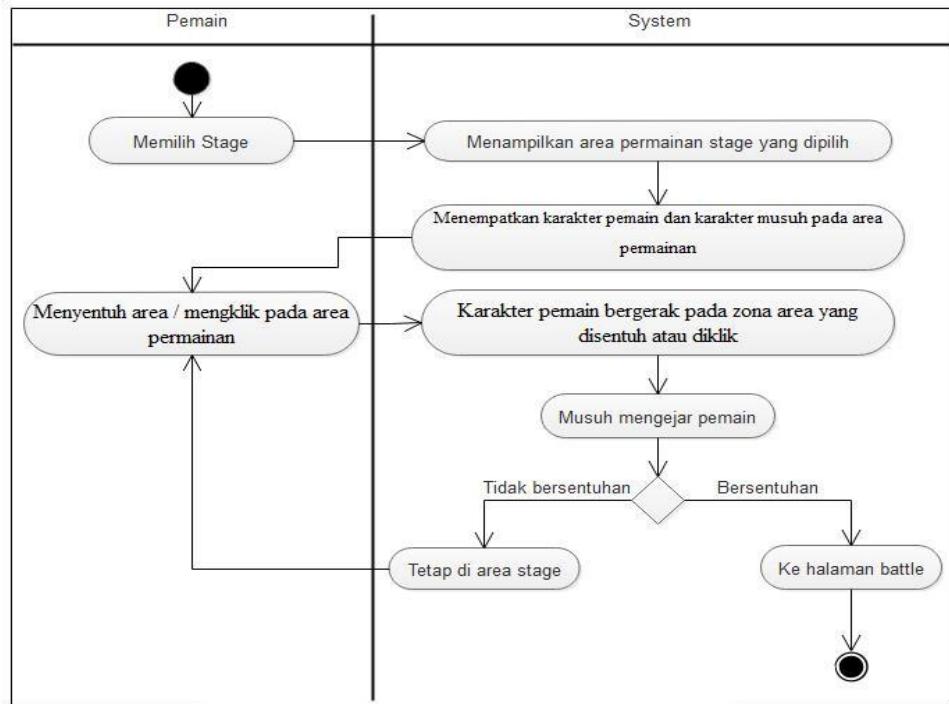 Pemain
System
Memilih Stage
Menampilkan area permainan stage yang dipilih
Menempatkan karakter pemain dan karakter musuh pada area
permainan
Menyentuh area / mengklik pada area
permainan
Karakter pemain bergerak pada zona area yang
disentuh atau diklik
Musuh mengejar pemain
Tidak bersentuhan
Bersentuhan
Tetap di area stage
Ke halaman battle